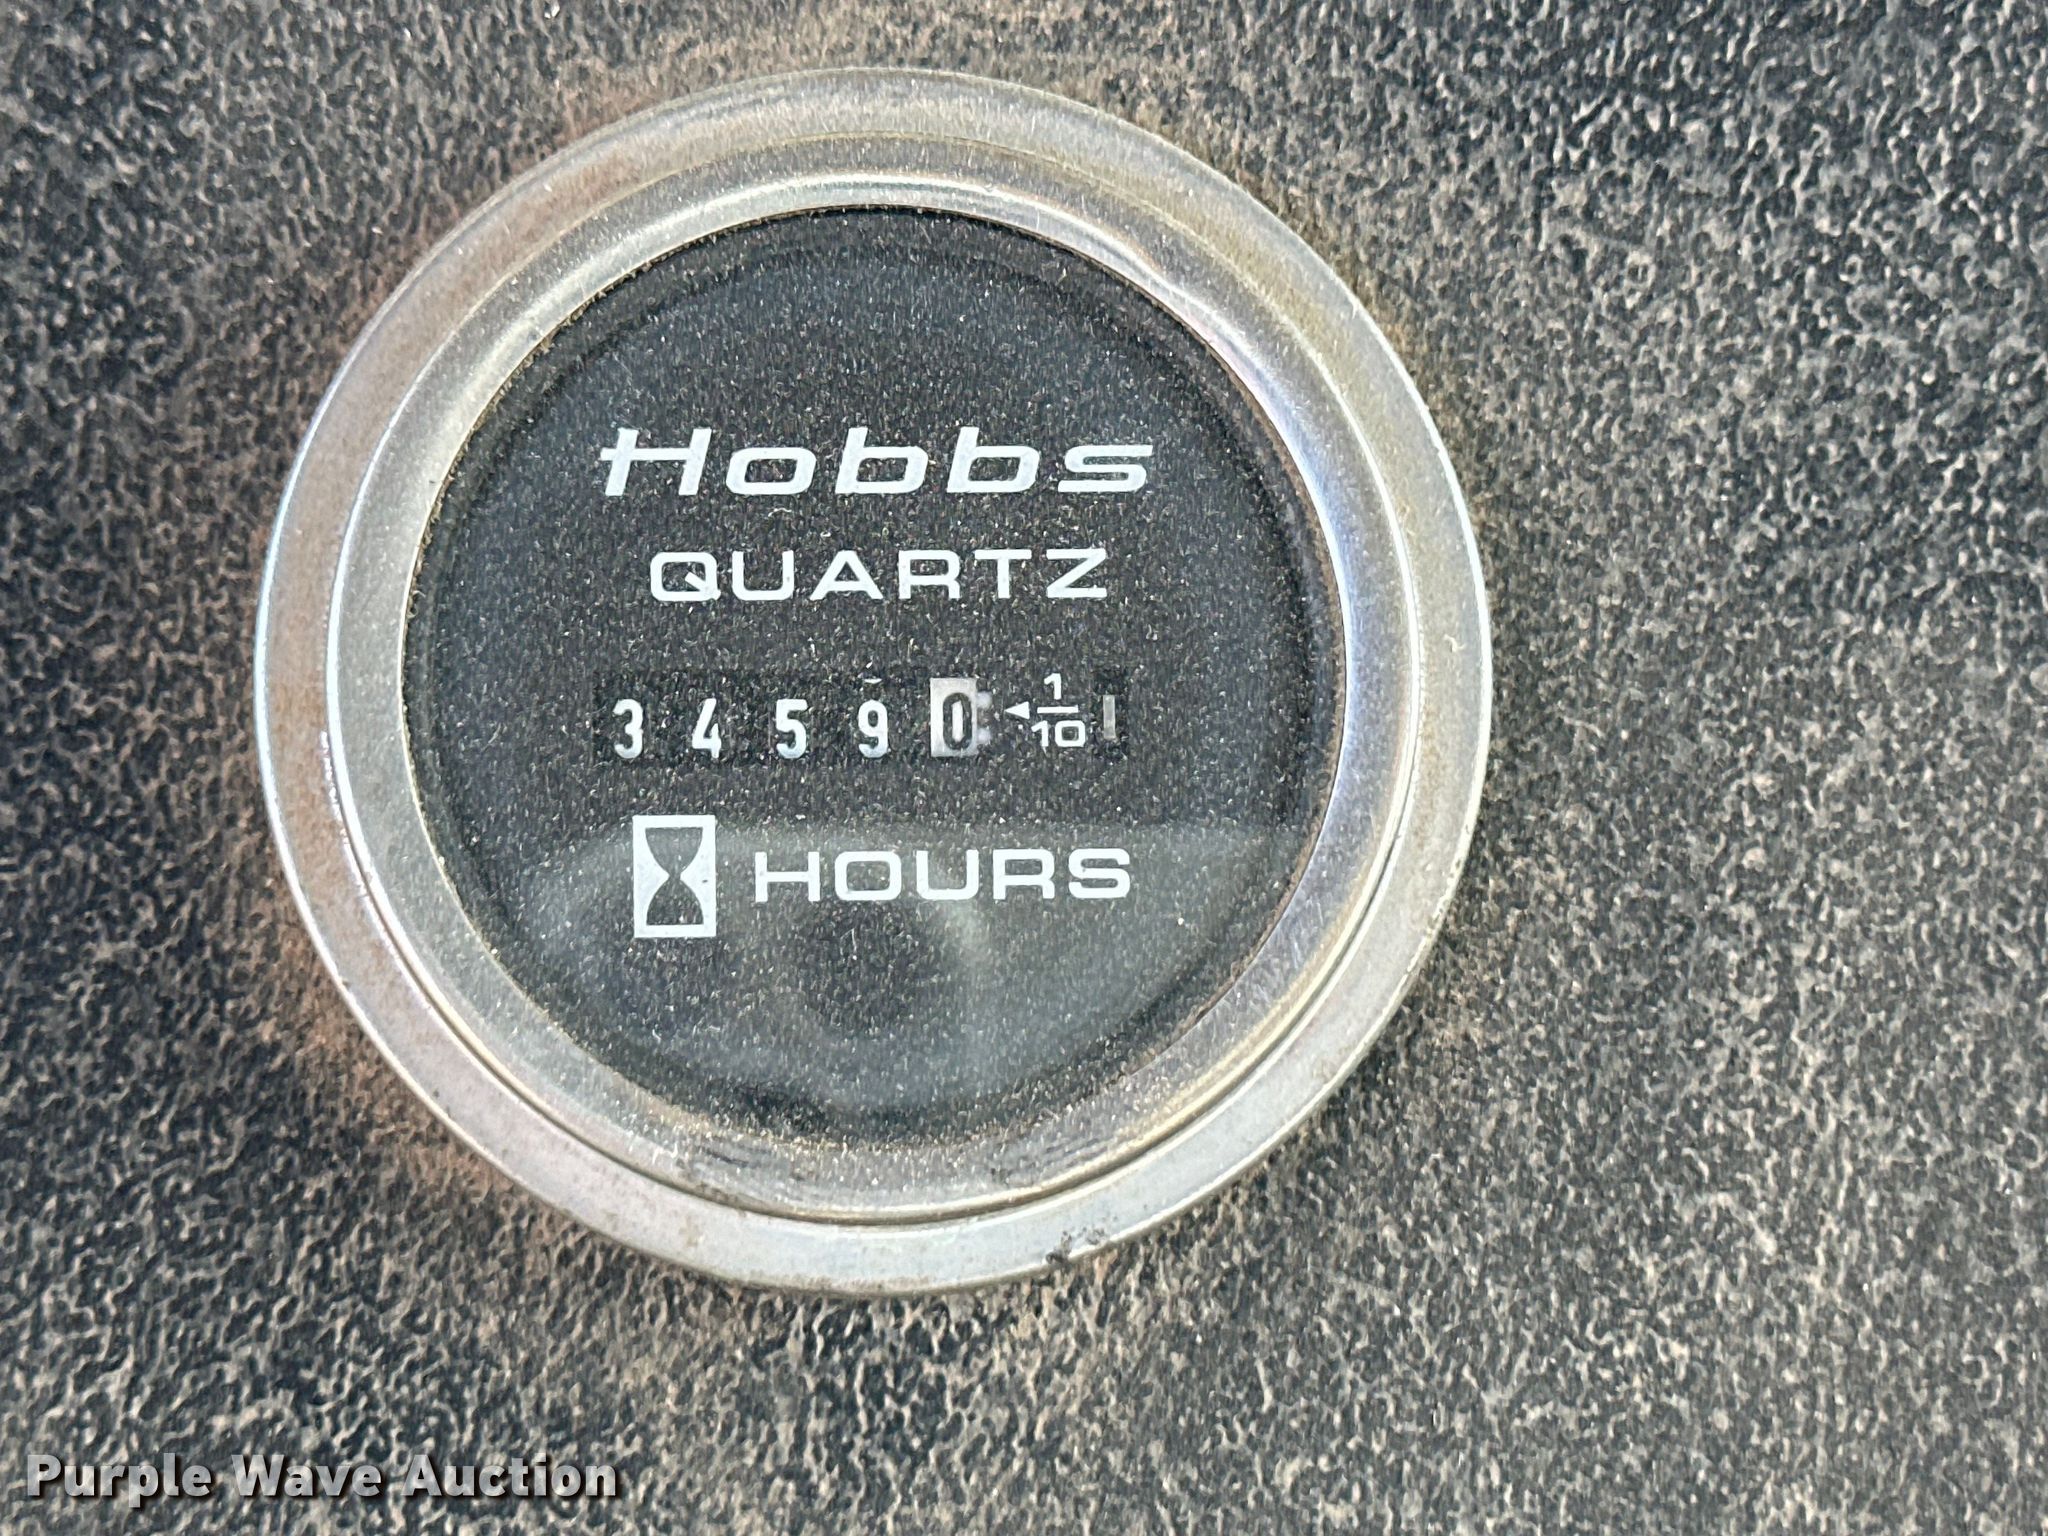 Hobbs
QUARTZ
3 4 5 9 0 ◄ 1/10
HOURS
Purple Wave Auction